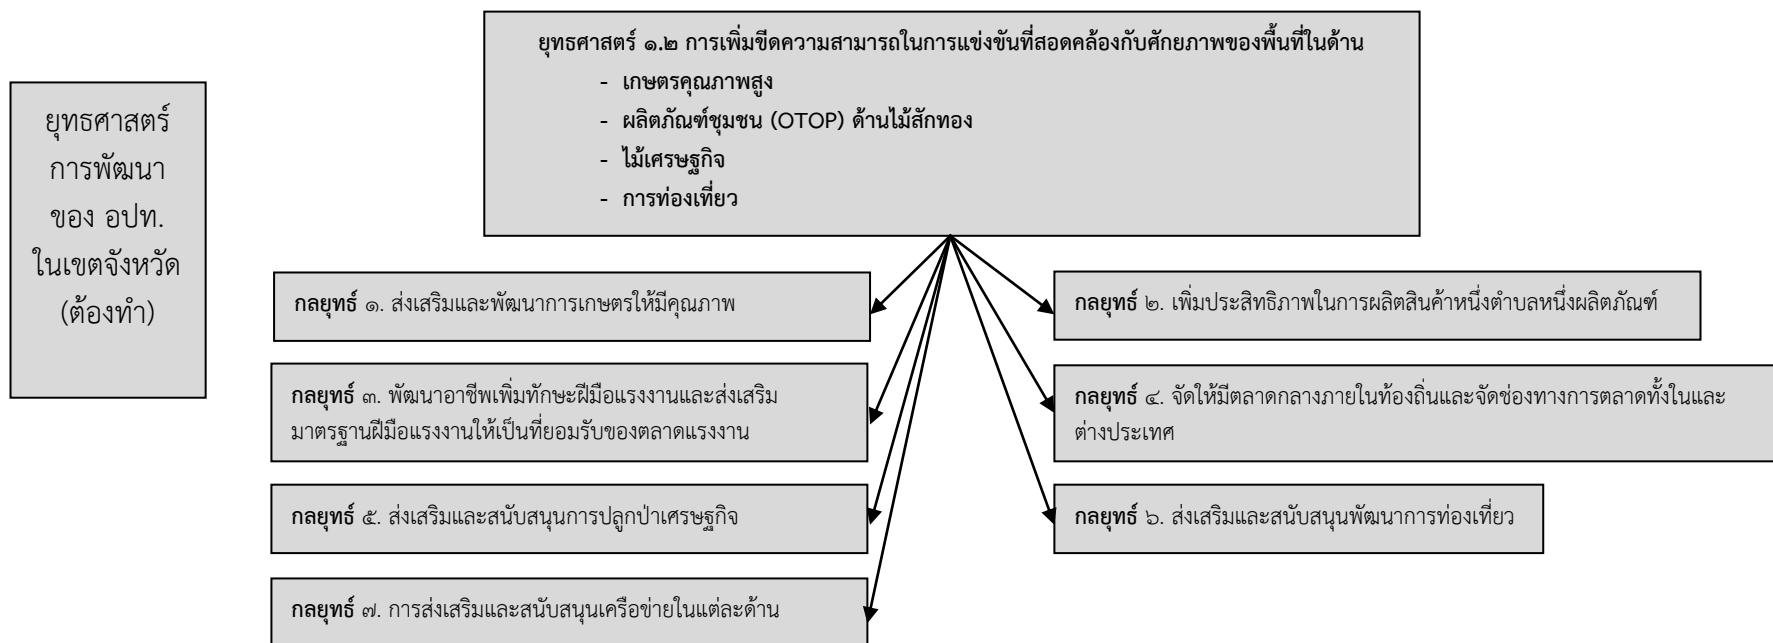 ยุทธศาสตร์
การพัฒนา
ของ อปท.
ในเขตจังหวัด
(ต้องทำ)
ยุทธศาสตร์ ๑.๒ การเพิ่มขีดความสามารถในการแข่งขันที่สอดคล้องกับศักยภาพของพื้นที่ในด้าน
- เกษตรคุณภาพสูง
- ผลิตภัณฑ์ชุมชน (OTOP) ด้านไม้สักทอง
- ไม้เศรษฐกิจ
- การท่องเที่ยว
กลยุทธ์ ๑. ส่งเสริมและพัฒนาการเกษตรให้มีคุณภาพ
กลยุทธ์ ๒. เพิ่มประสิทธิภาพในการผลิตสินค้าหนึ่งตำบลหนึ่งผลิตภัณฑ์
กลยุทธ์ ๓. พัฒนาอาชีพเพิ่มทักษะฝีมือแรงงานและส่งเสริม
มาตรฐานฝีมือแรงงานให้เป็นที่ยอมรับของตลาดแรงงาน
กลยุทธ์ ๔. จัดให้มีตลาดกลางภายในท้องถิ่นและจัดช่องทางการตลาดทั้งในและ
ต่างประเทศ
กลยุทธ์ ๕. ส่งเสริมและสนับสนุนการปลูกป่าเศรษฐกิจ
กลยุทธ์ ๖. ส่งเสริมและสนับสนุนพัฒนาการท่องเที่ยว
กลยุทธ์ ๗. การส่งเสริมและสนับสนุนเครือข่ายในแต่ละด้าน